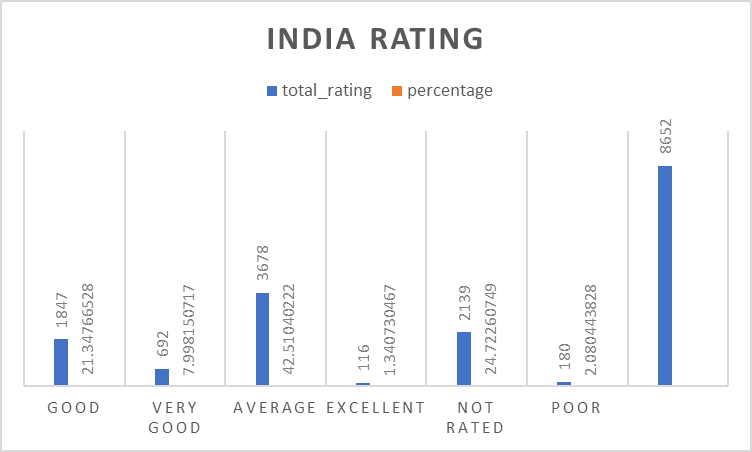 INDIA RATING
total_rating percentage
1847
21.34766528
692
7.998150717
3678
42.51040222
116
1.340730467
2139
24.72260749
180
2.080443828
8652
GOOD
VERY
GOOD
AVERAGE
EXCELLENT
NOT
RATED
POOR